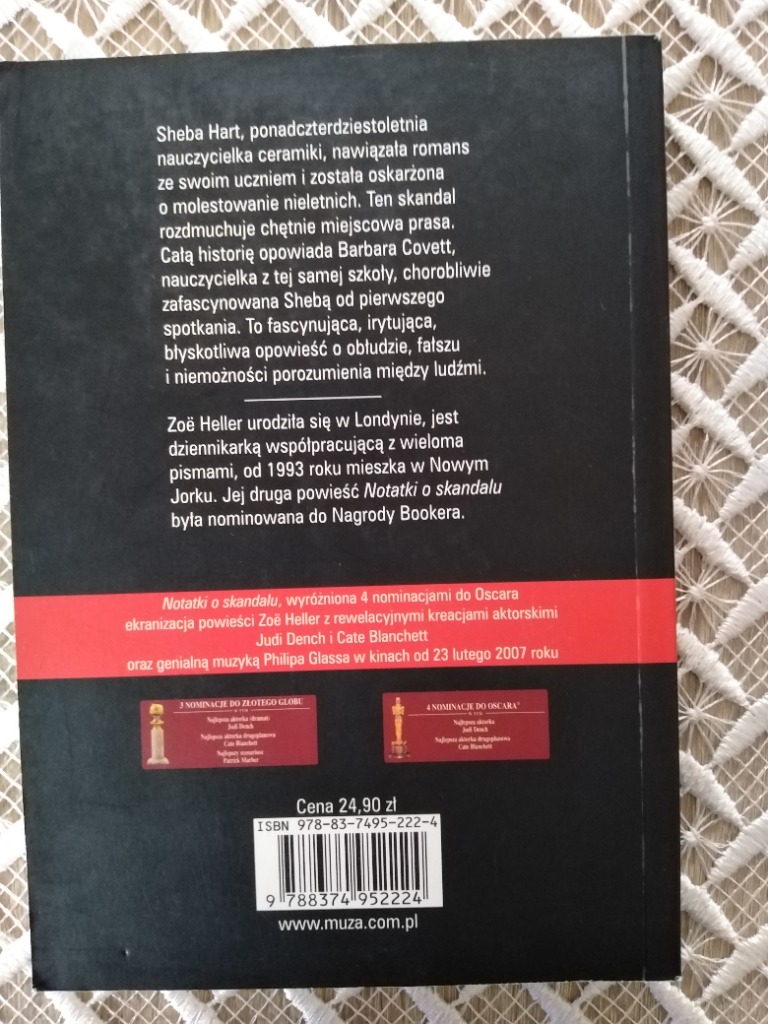 Sheba Hart, ponadczterdziestoletnia
nauczycielka ceramiki, nawiązała romans
ze swoim uczniem i została oskarżona
o molestowanie nieletnich. Ten skandal
rozdmuchuje chętnie miejscowa prasa.
Całą historię opowiada Barbara Covett,
nauczycielka z tej samej szkoły, chorobliwie
zafascynowana Shebą od pierwszego
spotkania. To fascynująca, irytująca,
błyskotliwa opowieść o obłudzie, fałszu
i niemożności porozumienia między ludźmi.
Zoë Heller urodziła się w Londynie, jest
dziennikarką współpracującą z wieloma
pismami, od 1993 roku mieszka w Nowym
Jorku. Jej druga powieść Notatki o skandalu
była nominowana do Nagrody Bookera.
Notatki o skandalu, wyróżniona 4 nominacjami do Oscara
ekranizacja powieści Zoë Heller z rewelacyjnymi kreacjami aktorskimi
Judi Dench i Cate Blanchett
oraz genialną muzyką Philipa Glassa w kinach od 23 lutego 2007 roku
3 NOMINACJE DO ZŁOTEGO GLOBU
W TYM
Najlepsza aktorka (dramat)
Judi Dench
Najlepsza aktorka drugoplanowa
Cate Blanchett
Najlepszy scenariusz
Patrick Marber
4 NOMINACJE DO OSCARA®
W TYM
Najlepsza aktorka
Judi Dench
Najlepsza aktorka drugoplanowa
Cate Blanchett
Cena 24,90 zł
ISBN 978-83-7495-222-4
9 788374 952224
www.muza.com.pl